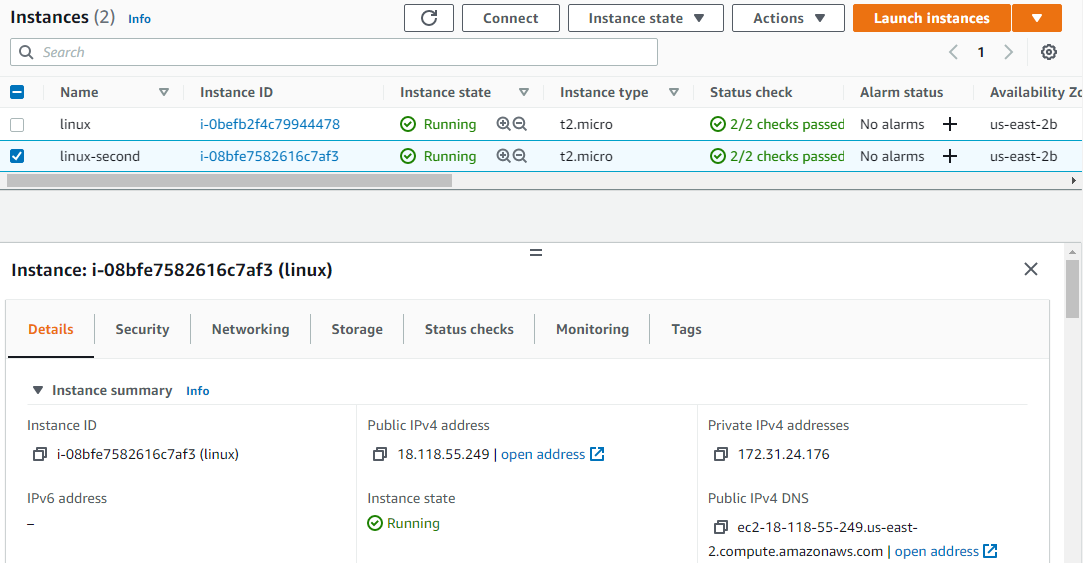 Instances (2) Info
Connect
Instance state
Actions
Launch instances
Search
1
Name Instance ID Instance state Instance type Status check Alarm status Availability Zo
linux i-0befb2f4c79944478 Running t2.micro 2/2 checks passed No alarms + us-east-2b
linux-second i-08bfe7582616c7af3 Running t2.micro 2/2 checks passed No alarms + us-east-2b
Instance: i-08bfe7582616c7af3 (linux)
Details Security Networking Storage Status checks Monitoring Tags
Instance summary Info
Instance ID
i-08bfe7582616c7af3 (linux)
Public IPv4 address
18.118.55.249 | open address
Private IPv4 addresses
172.31.24.176
IPv6 address
–
Instance state
Running
Public IPv4 DNS
ec2-18-118-55-249.us-east-
2.compute.amazonaws.com | open address